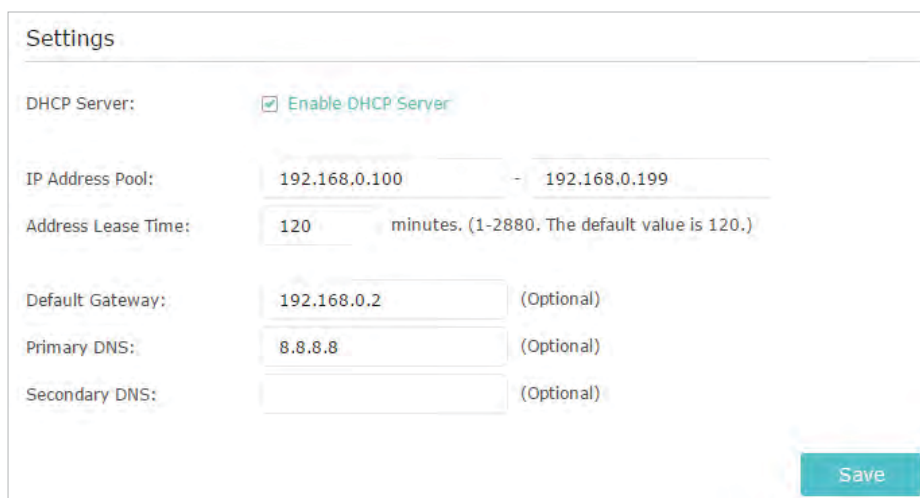 Settings
DHCP Server: Enable DHCP Server
IP Address Pool: 192.168.0.100 - 192.168.0.199
Address Lease Time: 120 minutes. (1-2880. The default value is 120.)
Default Gateway: 192.168.0.2 (Optional)
Primary DNS: 8.8.8.8 (Optional)
Secondary DNS: (Optional)
Save